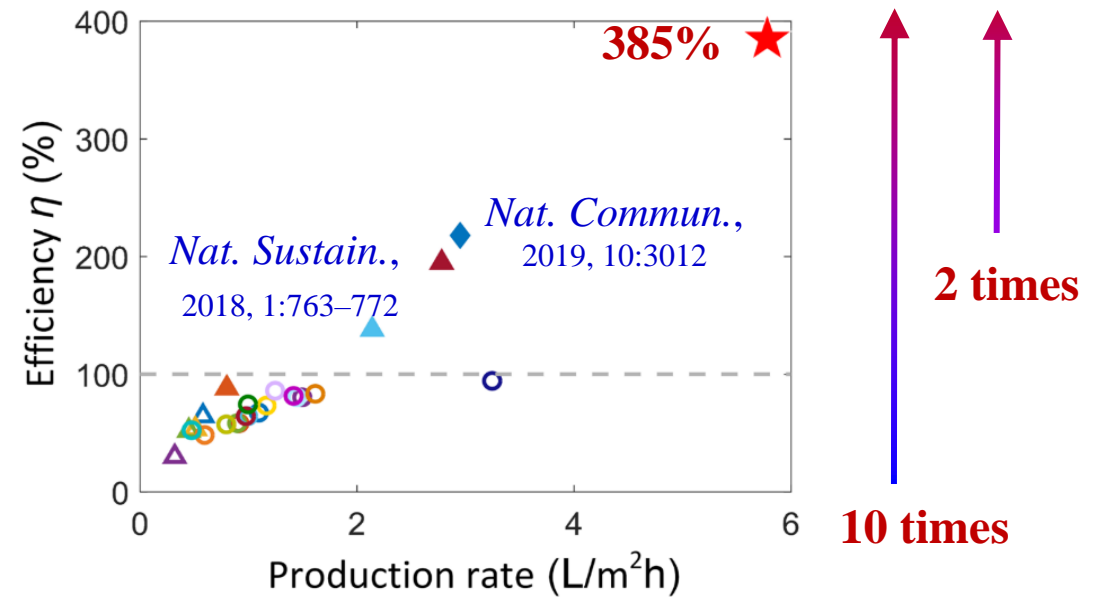 400
385%
300
Efficiency η (%)
Nat. Commun.,
2019, 10:3012
Nat. Sustain.,
2018, 1:763–772
200
2 times
100
0
0 2 4 6
10 times
Production rate (L/m²h)